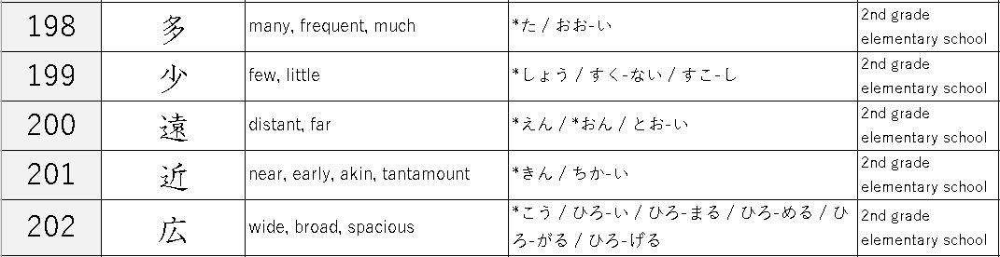 198 多 many, frequent, much *た / おお-い 2nd grade
elementary school
199 少 few, little *しょう / すく-ない / すこ-し 2nd grade
elementary school
200 遠 distant, far *えん / *おん / とお-い 2nd grade
elementary school
201 近 near, early, akin, tantamount *きん / ちか-い 2nd grade
elementary school
202 広 wide, broad, spacious *こう / ひろ-い / ひろ-まる / ひろ-める / ひ
ろ-がる / ひろ-げる 2nd grade
elementary school